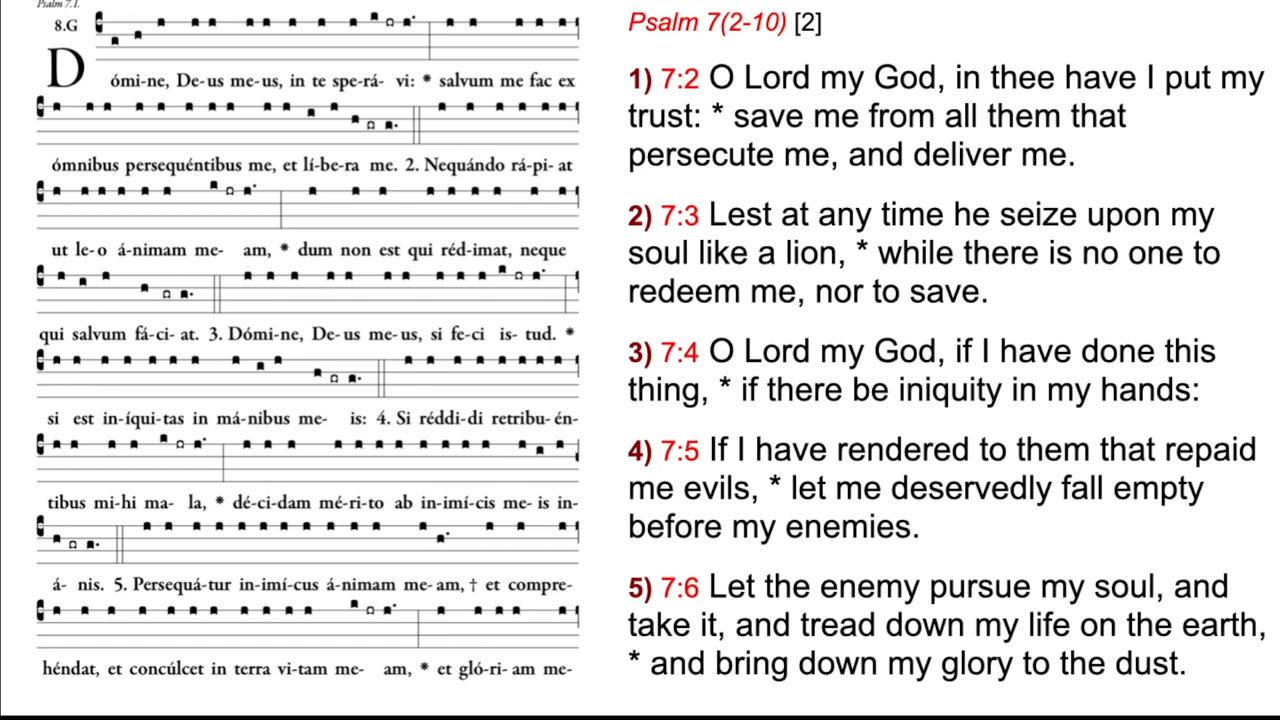 Psalm 7.I.
8.G
Dómi-ne, De-us me-us, in te spe-rá- vi: * salvum me fac ex
ómnibus persequéntibus me, et lí-be-ra me. 2. Nequándo rá-pi-at
ut le-o á-nimam me- am, * dum non est qui réd-imat, neque
qui salvum fá-ci- at. 3. Dómi-ne, De-us me-us, si fe-ci is- tud. *
si est in-íqui-tas in má-nibus me- is: 4. Si réddi-di retribu-én-
tibus mi-hi ma- la, * dé-ci-dam mé-ri-to ab in-imí-cis me-is in-
á- nis. 5. Persequá-tur in-imí-cus á-nimam me-am, † et compre-
héndat, et concúlcet in terra vi-tam me- am, * et gló-ri-am me-
Psalm 7(2-10) [2]
1) 7:2 O Lord my God, in thee have I put my
trust: * save me from all them that
persecute me, and deliver me.
2) 7:3 Lest at any time he seize upon my
soul like a lion, * while there is no one to
redeem me, nor to save.
3) 7:4 O Lord my God, if I have done this
thing, * if there be iniquity in my hands:
4) 7:5 If I have rendered to them that repaid
me evils, * let me deservedly fall empty
before my enemies.
5) 7:6 Let the enemy pursue my soul, and
take it, and tread down my life on the earth,
* and bring down my glory to the dust.